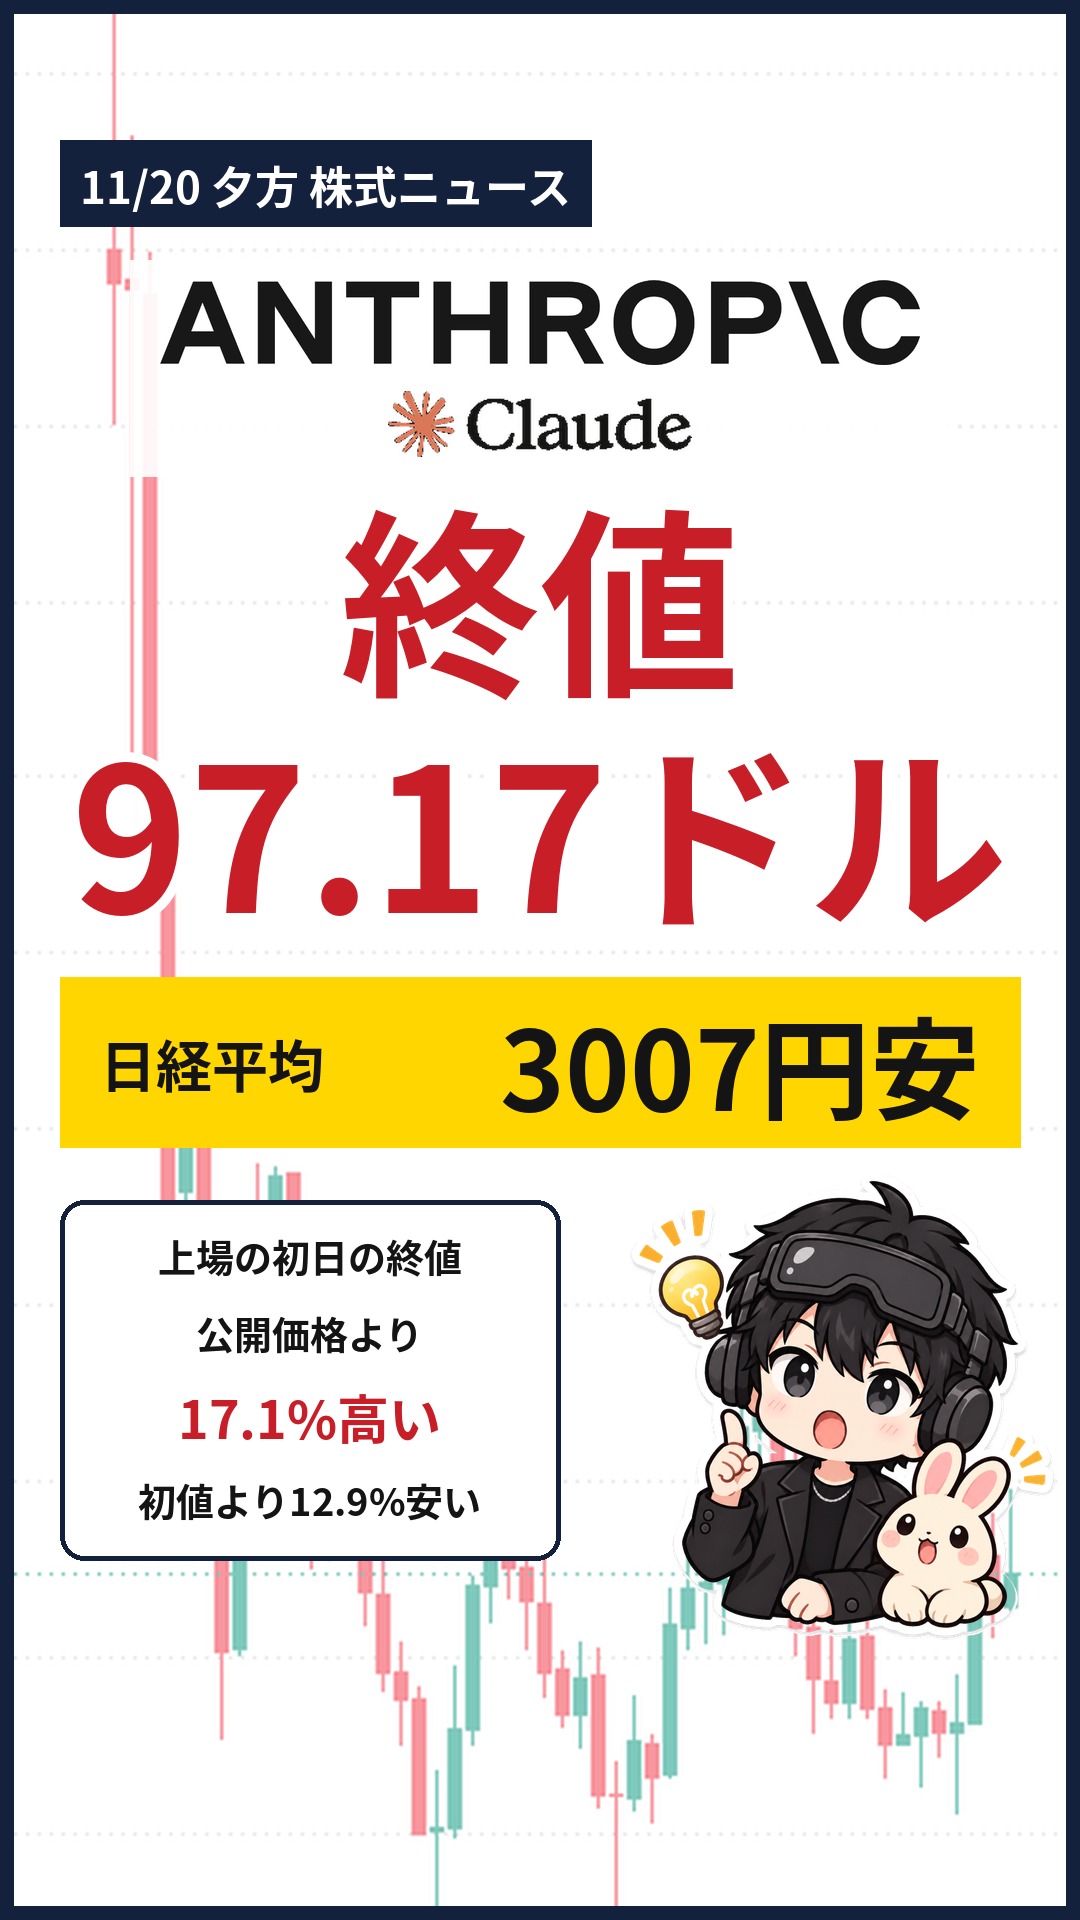 11/20 夕方 株式ニュース
ANTHROP\C
Claude
終値
97.17ドル
日経平均 3007円安
上場の初日の終値
公開価格より
17.1%高い
初値より12.9%安い